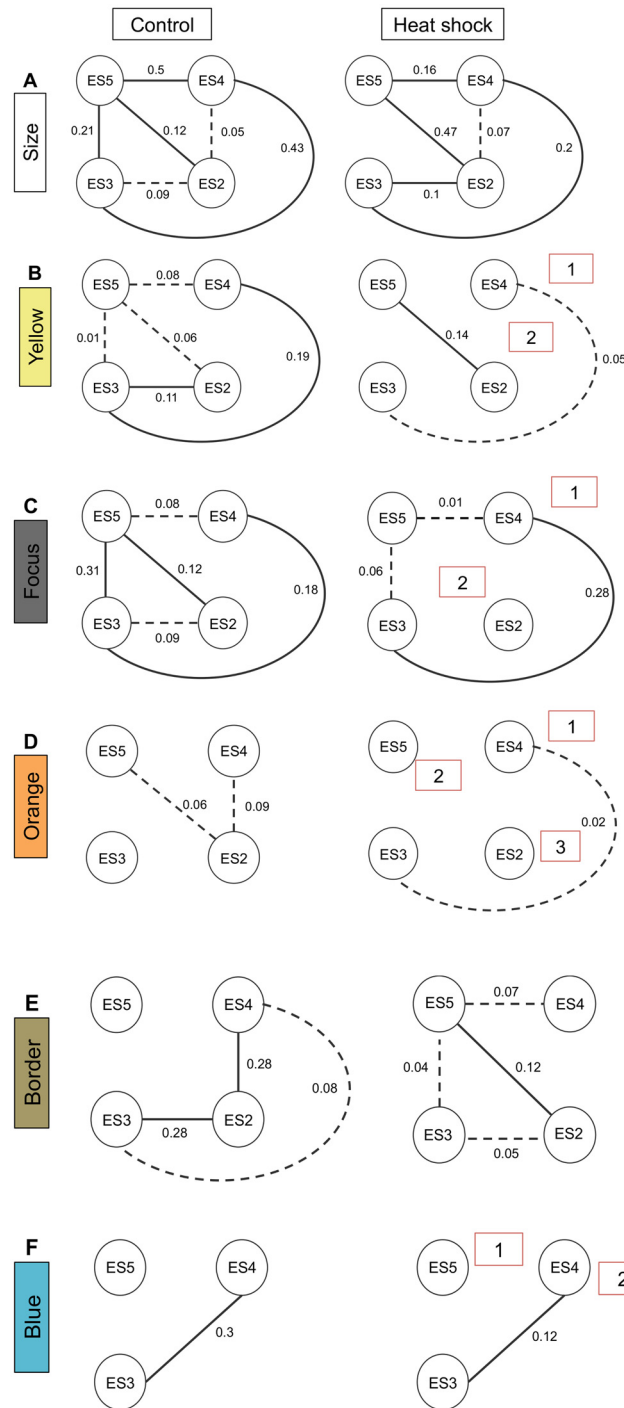 Control Heat shock
A
Size
ES5 0.5 ES4 ES5 0.16 ES4
0.21 0.12 0.05 0.43 0.47 0.07 0.2
ES3 0.09 ES2 ES3 0.1 ES2
B
Yellow
1
ES5 0.08 ES4 ES5 ES4
0.01 0.06 0.19 0.14 2 0.05
ES3 0.11 ES2 ES3 ES2
C
Focus
1
ES5 0.08 ES4 ES5 0.01 ES4
0.31 0.12 0.18 0.06 2 0.28
ES3 0.09 ES2 ES3 ES2
D
Orange
1
ES5 ES4 ES5 ES4
2
0.06 0.09 0.02
ES3 ES2 ES3 ES2 3
E
Border
ES5 ES4 ES5 0.07 ES4
0.28 0.08 0.04 0.12
ES3 0.28 ES2 ES3 0.05 ES2
F
Blue
1
ES5 ES4 ES5 ES4 2
0.3 0.12
ES3 ES3